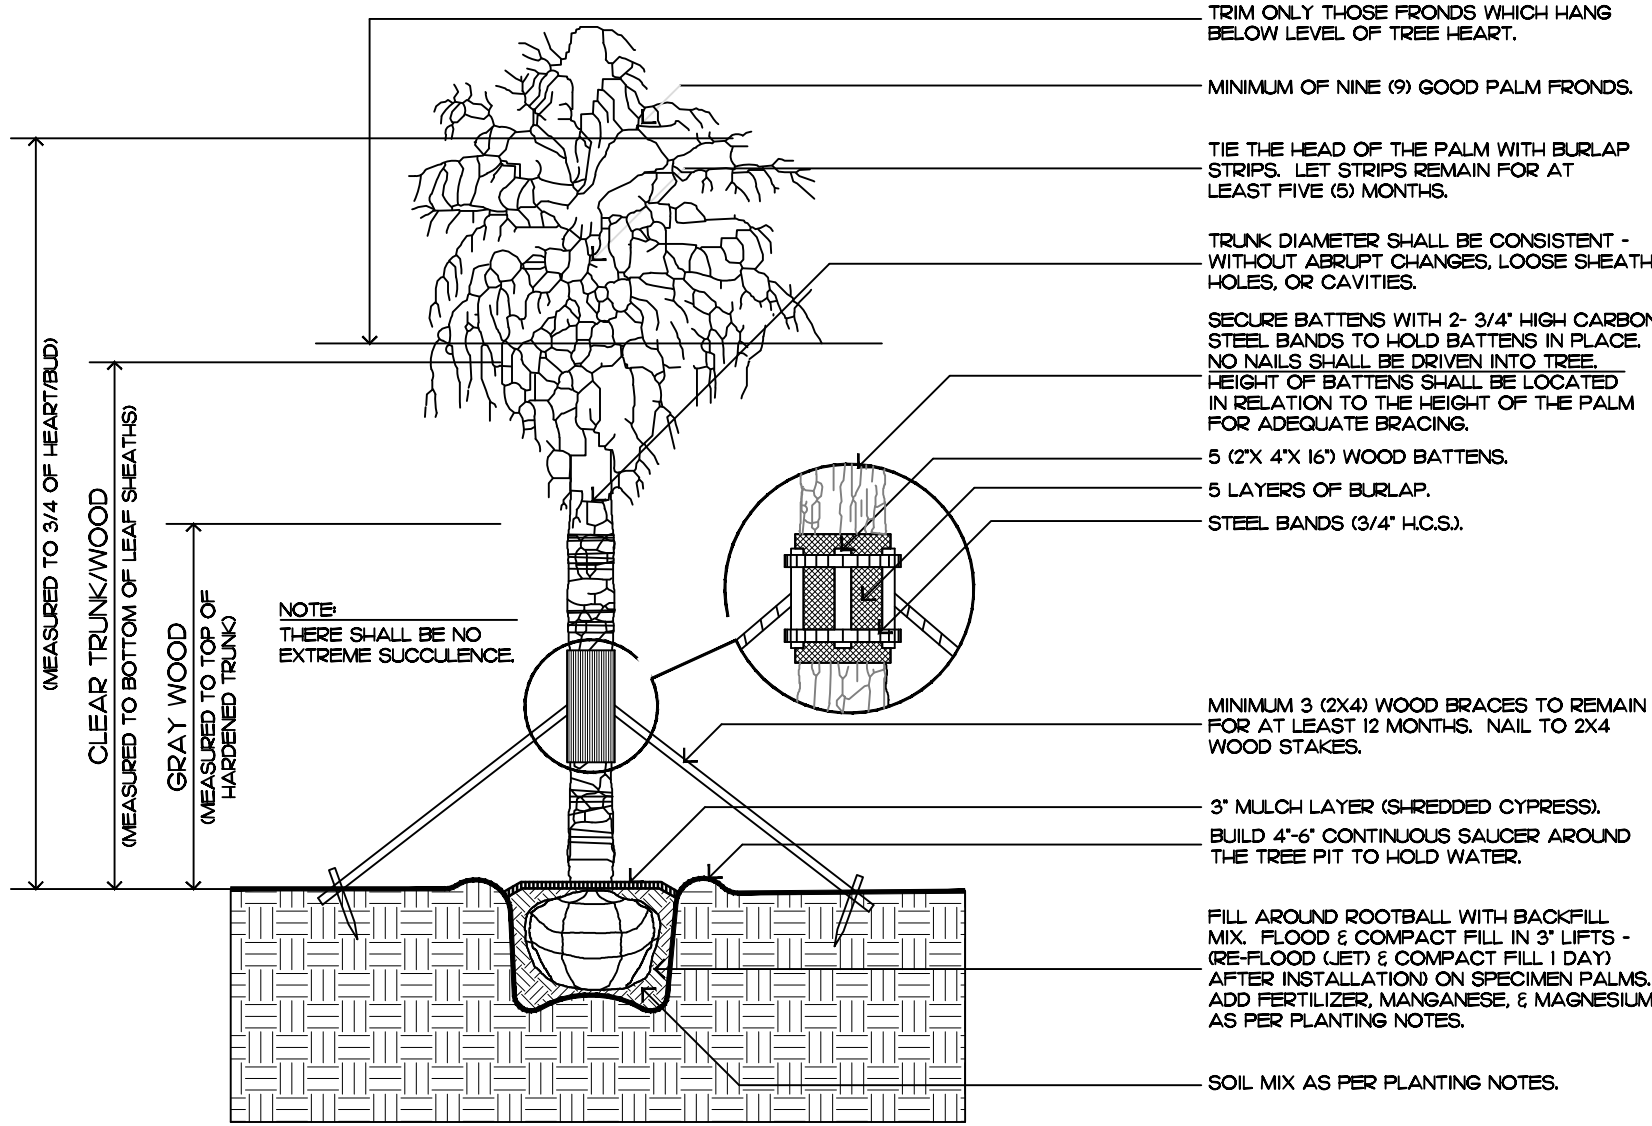 TRIM ONLY THOSE FRONDS WHICH HANG
BELOW LEVEL OF TREE HEART.
MINIMUM OF NINE (9) GOOD PALM FRONDS.
TIE THE HEAD OF THE PALM WITH BURLAP
STRIPS. LET STRIPS REMAIN FOR AT
LEAST FIVE (5) MONTHS.
TRUNK DIAMETER SHALL BE CONSISTENT -
WITHOUT ABRUPT CHANGES, LOOSE SHEATH
HOLES, OR CAVITIES.
SECURE BATTENS WITH 2- 3/4" HIGH CARBON
STEEL BANDS TO HOLD BATTENS IN PLACE.
NO NAILS SHALL BE DRIVEN INTO TREE.
HEIGHT OF BATTENS SHALL BE LOCATED
IN RELATION TO THE HEIGHT OF THE PALM
FOR ADEQUATE BRACING.
5 (2"X 4"X 16") WOOD BATTENS.
5 LAYERS OF BURLAP.
STEEL BANDS (3/4" H.C.S.).
MINIMUM 3 (2X4) WOOD BRACES TO REMAIN
FOR AT LEAST 12 MONTHS. NAIL TO 2X4
WOOD STAKES.
3" MULCH LAYER (SHREDDED CYPRESS).
BUILD 4"-6" CONTINUOUS SAUCER AROUND
THE TREE PIT TO HOLD WATER.
FILL AROUND ROOTBALL WITH BACKFILL
MIX. FLOOD & COMPACT FILL IN 3" LIFTS -
(RE-FLOOD (JET) & COMPACT FILL 1 DAY)
AFTER INSTALLATION) ON SPECIMEN PALMS.
ADD FERTILIZER, MANGANESE, & MAGNESIUM
AS PER PLANTING NOTES.
SOIL MIX AS PER PLANTING NOTES.
(MEASURED TO 3/4 OF HEART/BUD)
CLEAR TRUNK/WOOD
(MEASURED TO BOTTOM OF LEAF SHEATHS)
GRAY WOOD
(MEASURED TO TOP OF
HARDENED TRUNK)
NOTE:
THERE SHALL BE NO
EXTREME SUCCULENCE.